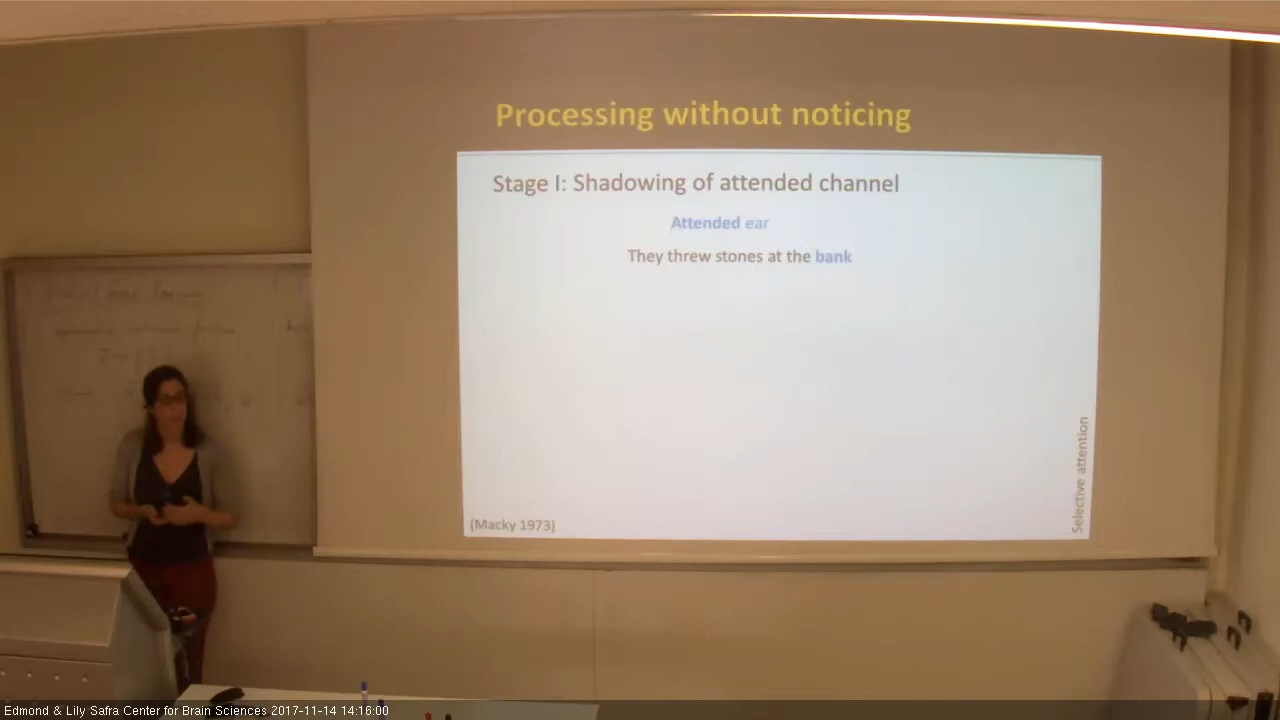 Processing without noticing
Stage I: Shadowing of attended channel
Attended ear
They threw stones at the bank
Selective attention
(Macky 1973)
Edmond & Lily Safra Center for Brain Sciences 2017-11-14 14:16:00